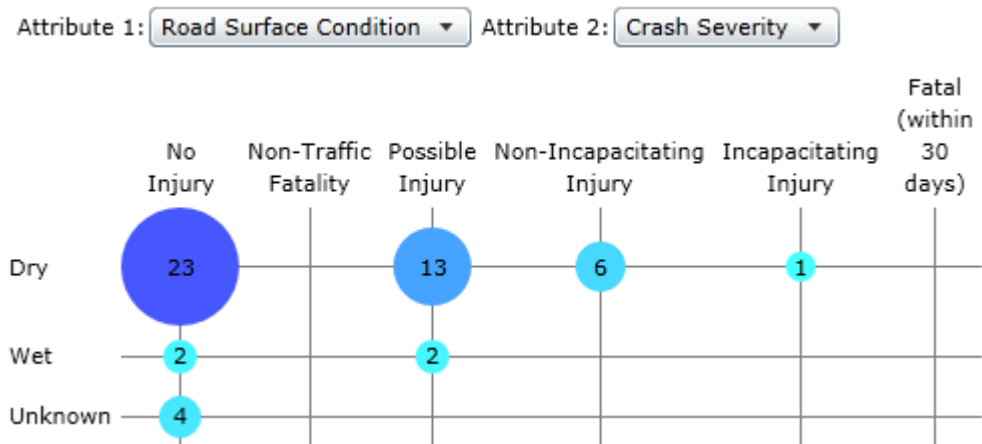 Attribute 1: Road Surface Condition Attribute 2: Crash Severity
Fatal
(within
No Non-Traffic Possible Non-Incapacitating Incapacitating 30
Injury Fatality Injury Injury Injury days)
Dry 23 13 6 1
Wet 2 2
Unknown 4